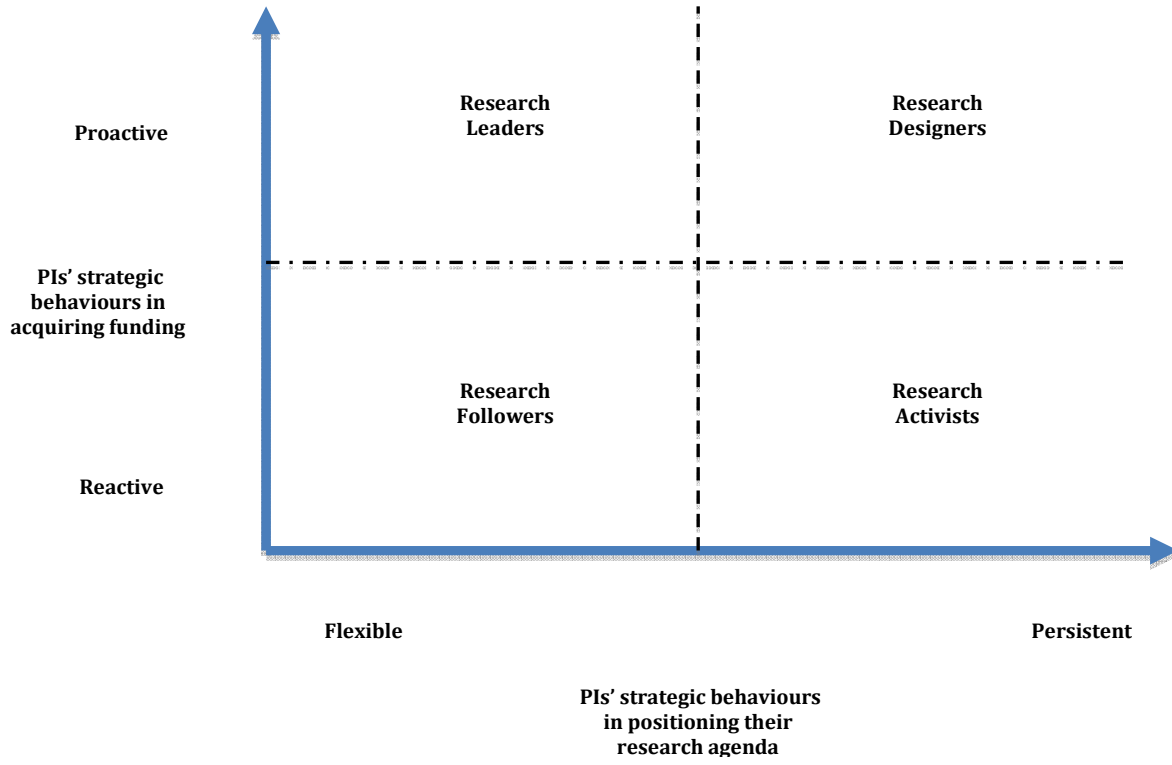 Research
Leaders
Research
Designers
Proactive
PIs’ strategic
behaviours in
acquiring funding
Research
Followers
Research
Activists
Reactive
Flexible
Persistent
PIs’ strategic behaviours
in positioning their
research agenda